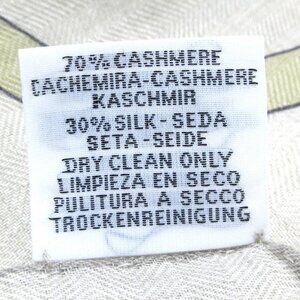 70% CASHMERE
CACHEMIRA-CASHMERE
KASCHMIR
30% SILK-SEDA
SETA-SEIDE
DRY CLEAN ONLY
LIMPIEZA EN SECO
PULITURA A SECCO
TROCKENREINIGUNG